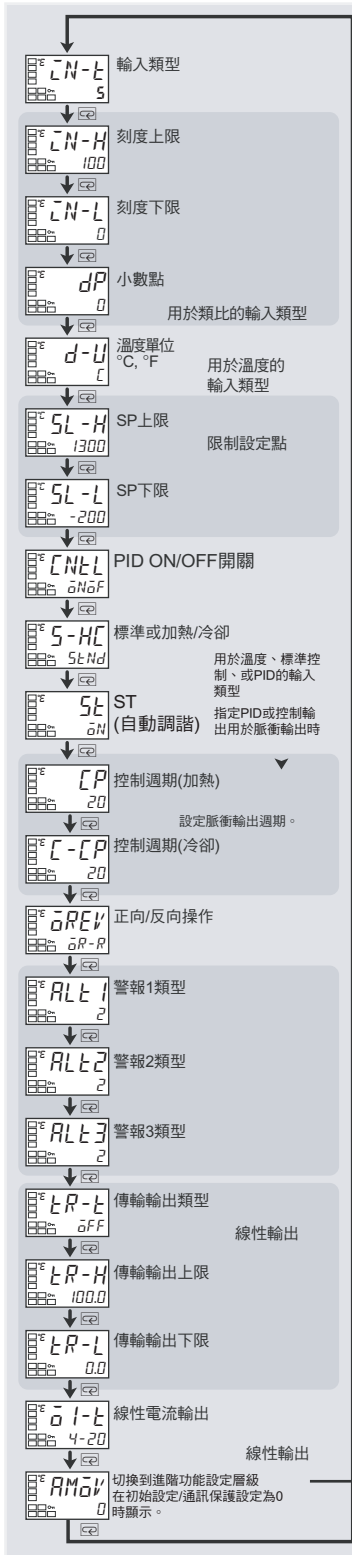 IN-t
5
輸入類型
IN-H
100
刻度上限
IN-L
0
刻度下限
dP
0
小數點
用於類比的輸入類型
d-U
C
溫度單位
°C, °F
用於溫度的
輸入類型
SL-H
1300
SP上限
限制設定點
SL-L
-200
SP下限
CNtL
oNoF
PID ON/OFF開關
S-HC
StNd
標準或加熱/冷卻
用於溫度、標準控
制、或PID的輸入
類型
St
oN
ST
(自動調諧)
指定PID或控制輸
出用於脈衝輸出時
CP
20
控制週期(加熱)
設定脈衝輸出週期。
C-CP
20
控制週期(冷卻)
oREV
oR-R
正向/反向操作
ALt1
2
警報1類型
ALt2
2
警報2類型
ALt3
2
警報3類型
tR-t
oFF
傳輸輸出類型
線性輸出
tR-H
100.0
傳輸輸出上限
tR-L
0.0
傳輸輸出下限
o1-t
4-20
線性電流輸出
線性輸出
AMoV
0
切換到進階功能設定層級
在初始設定/通訊保護設定為0
時顯示。